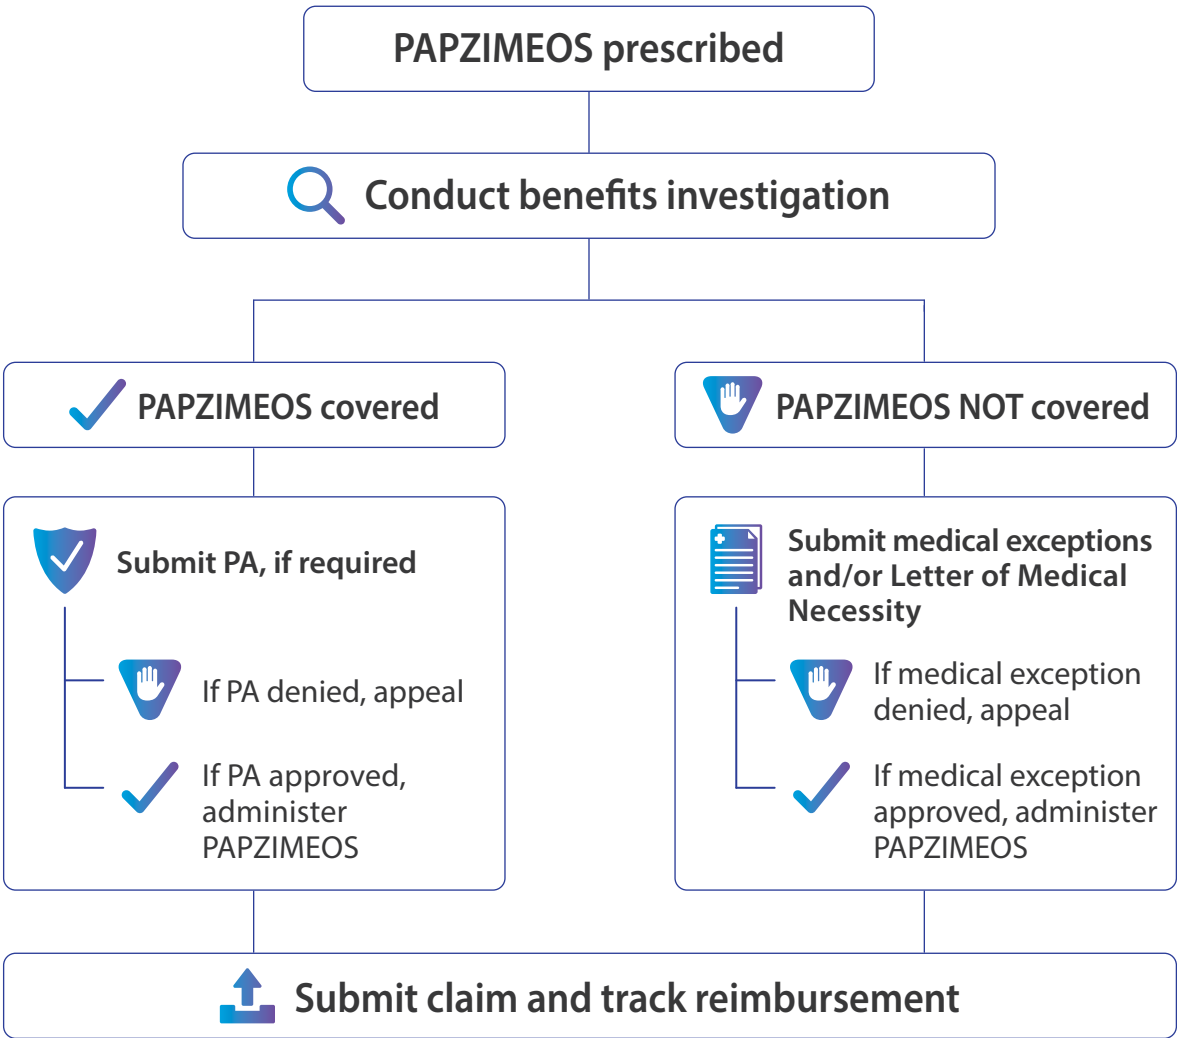 PAPZIMEOS prescribed
Conduct benefits investigation
PAPZIMEOS covered
PAPZIMEOS NOT covered
Submit PA, if required
If PA denied, appeal
If PA approved,
administer
PAPZIMEOS
Submit medical exceptions
and/or Letter of Medical
Necessity
If medical exception
denied, appeal
If medical exception
approved, administer
PAPZIMEOS
Submit claim and track reimbursement